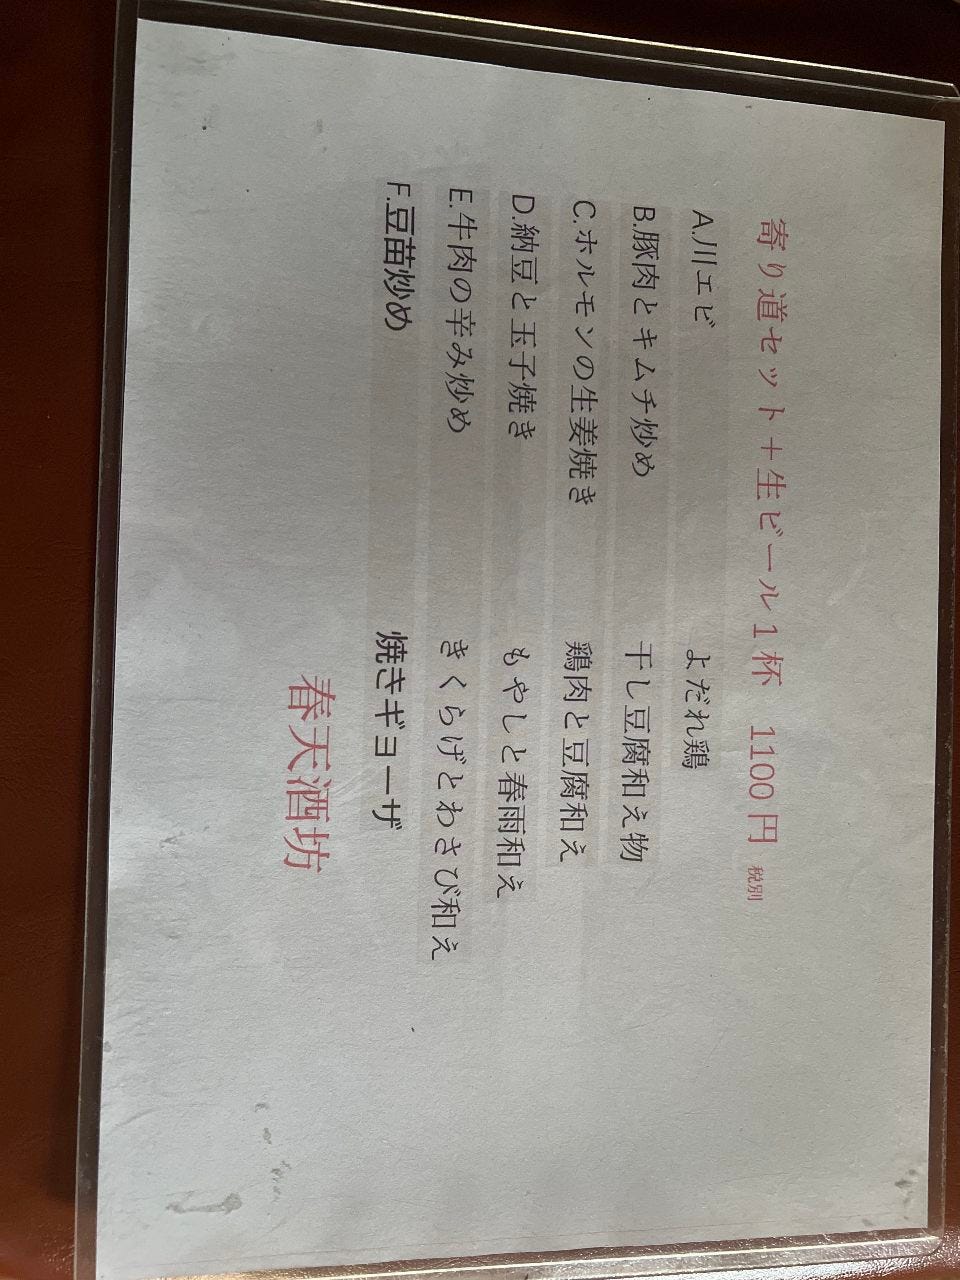 寄り道セット＋生ビール1杯　1100円 税別
A.川エビ　よだれ鶏
B.豚肉とキムチ炒め　干し豆腐和え物
C.ホルモンの生姜焼き　鶏肉と豆腐和え
D.納豆と玉子焼き　もやしと春雨和え
E.牛肉の辛み炒め　きくらげとわさび和え
F.豆苗炒め　焼きギョーザ
春天酒坊